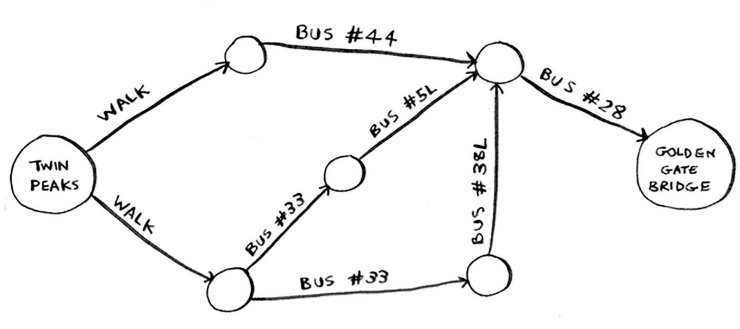 BUS #44
BUS #28
WALK
BUS #5L
TWIN
PEAKS
GOLDEN
GATE
BRIDGE
BUS #38L
WALK
BUS #33
BUS #33